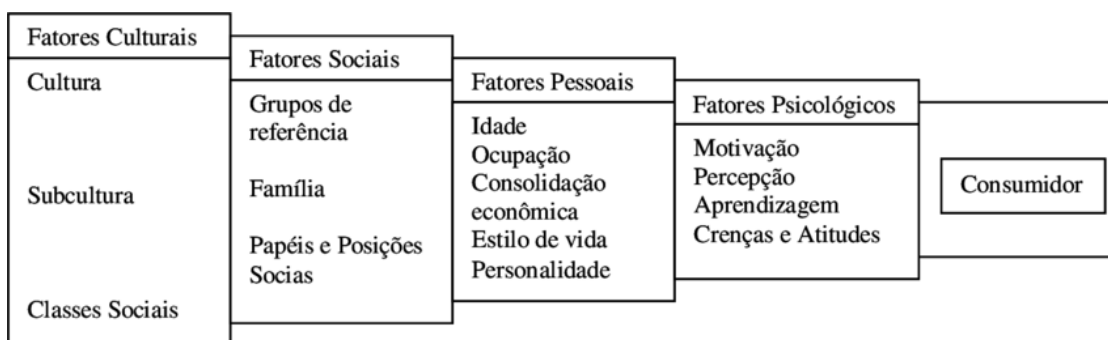 Fatores Culturais
Cultura
Subcultura
Classes Sociais
Fatores Sociais
Grupos de
referência
Família
Papéis e Posições
Socias
Fatores Pessoais
Idade
Ocupação
Consolidação
econômica
Estilo de vida
Personalidade
Fatores Psicológicos
Motivação
Percepção
Aprendizagem
Crenças e Atitudes
Consumidor